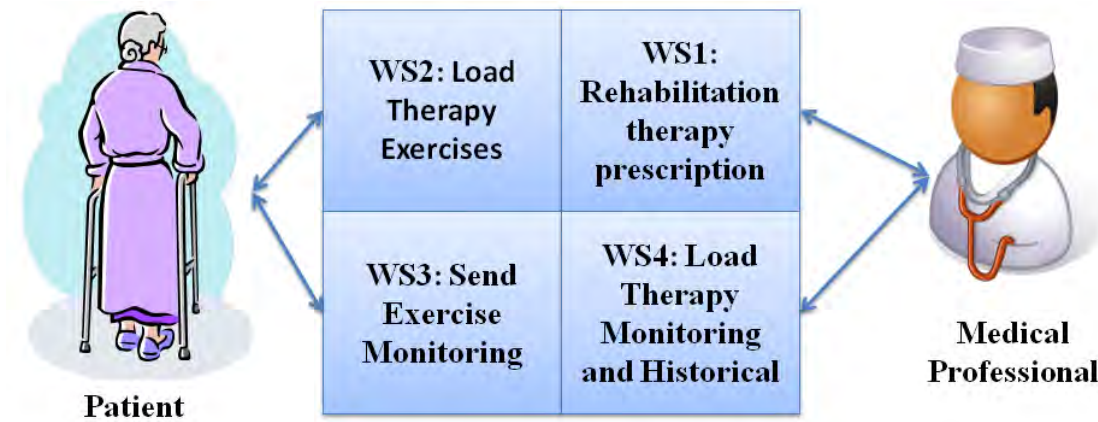 WS2: Load
Therapy
Exercises
WS1:
Rehabilitation
therapy
prescription
WS3: Send
Exercise
Monitoring
WS4: Load
Therapy
Monitoring
and Historical
Patient
Medical
Professional